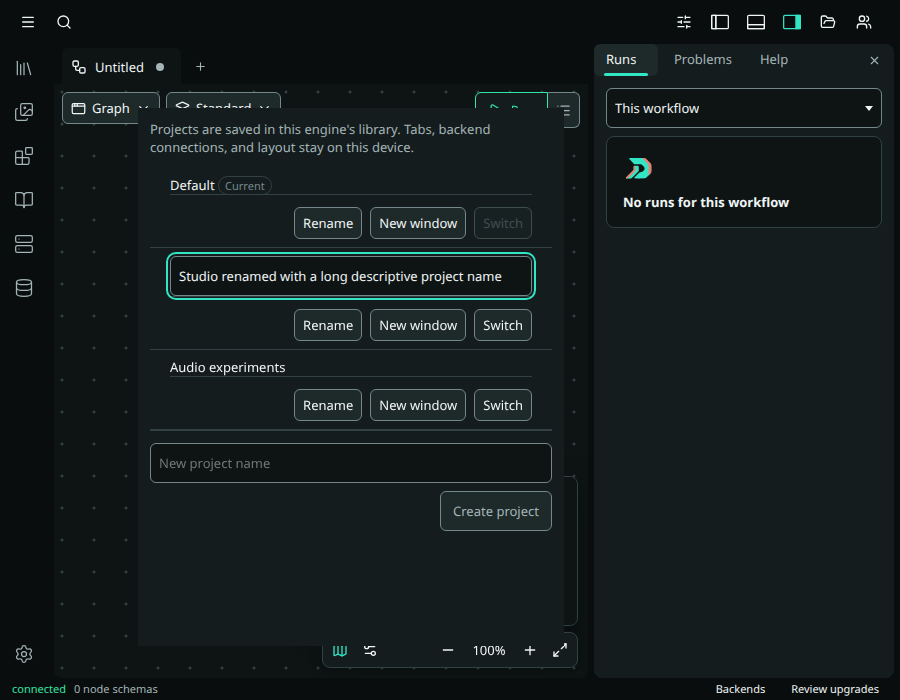 Untitled
Runs
Problems
Help
Graph
Standard
This workflow
No runs for this workflow
Projects are saved in this engine's library. Tabs, backend
connections, and layout stay on this device.
Default Current
Rename New window Switch
Studio renamed with a long descriptive project name
Rename New window Switch
Audio experiments
Rename New window Switch
New project name
Create project
100%
connected 0 node schemas
Backends Review upgrades